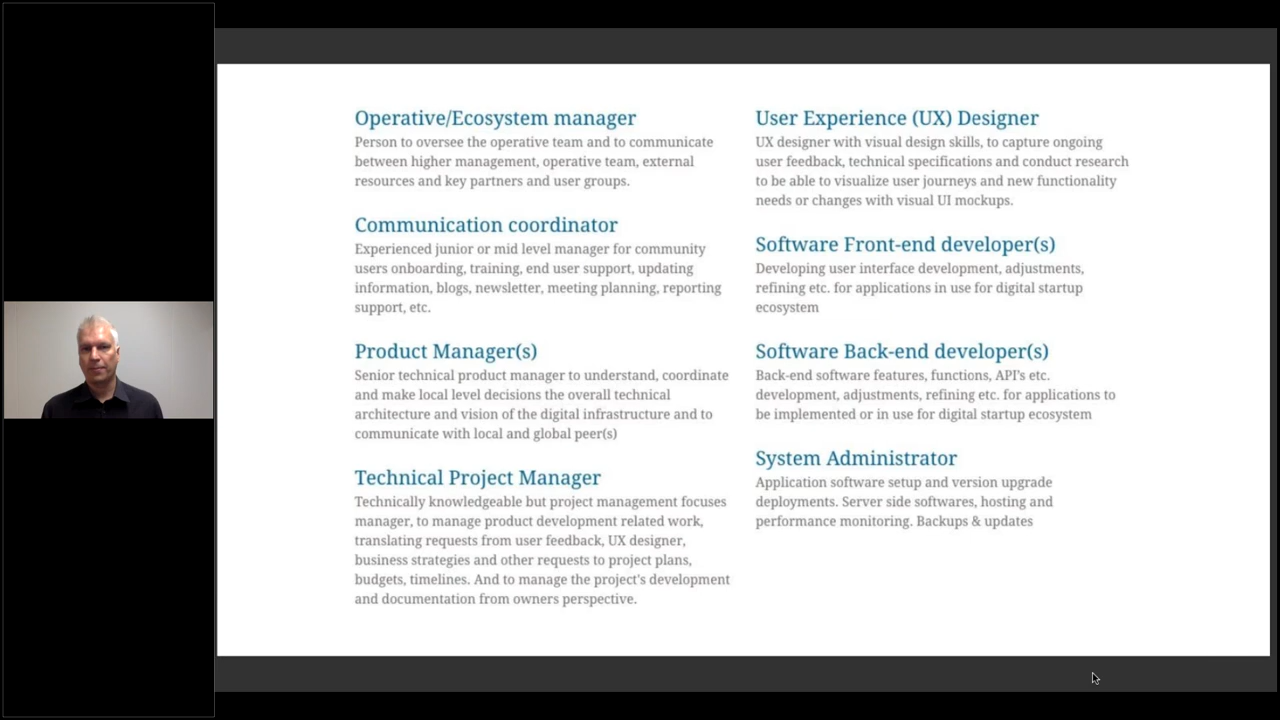 Operative/Ecosystem manager
Person to oversee the operative team and to communicate
between higher management, operative team, external
resources and key partners and user groups.
Communication coordinator
Experienced junior or mid level manager for community
users onboarding, training, end user support, updating
information, blogs, newsletter, meeting planning, reporting
support, etc.
Product Manager(s)
Senior technical product manager to understand, coordinate
and make local level decisions the overall technical
architecture and vision of the digital infrastructure and to
communicate with local and global peer(s)
Technical Project Manager
Technically knowledgeable but project management focuses
manager, to manage product development related work,
translating requests from user feedback, UX designer,
business strategies and other requests to project plans,
budgets, timelines. And to manage the project's development
and documentation from owners perspective.
User Experience (UX) Designer
UX designer with visual design skills, to capture ongoing
user feedback, technical specifications and conduct research
to be able to visualize user journeys and new functionality
needs or changes with visual UI mockups.
Software Front-end developer(s)
Developing user interface development, adjustments,
refining etc. for applications in use for digital startup
ecosystem
Software Back-end developer(s)
Back-end software features, functions, API's etc.
development, adjustments, refining etc. for applications to
be implemented or in use for digital startup ecosystem
System Administrator
Application software setup and version upgrade
deployments. Server side softwares, hosting and
performance monitoring. Backups & updates